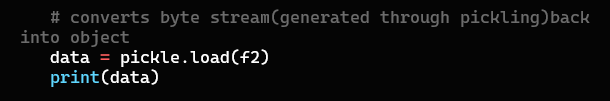 # converts byte stream(generated through pickling)back
into object
data = pickle.load(f2)
print(data)